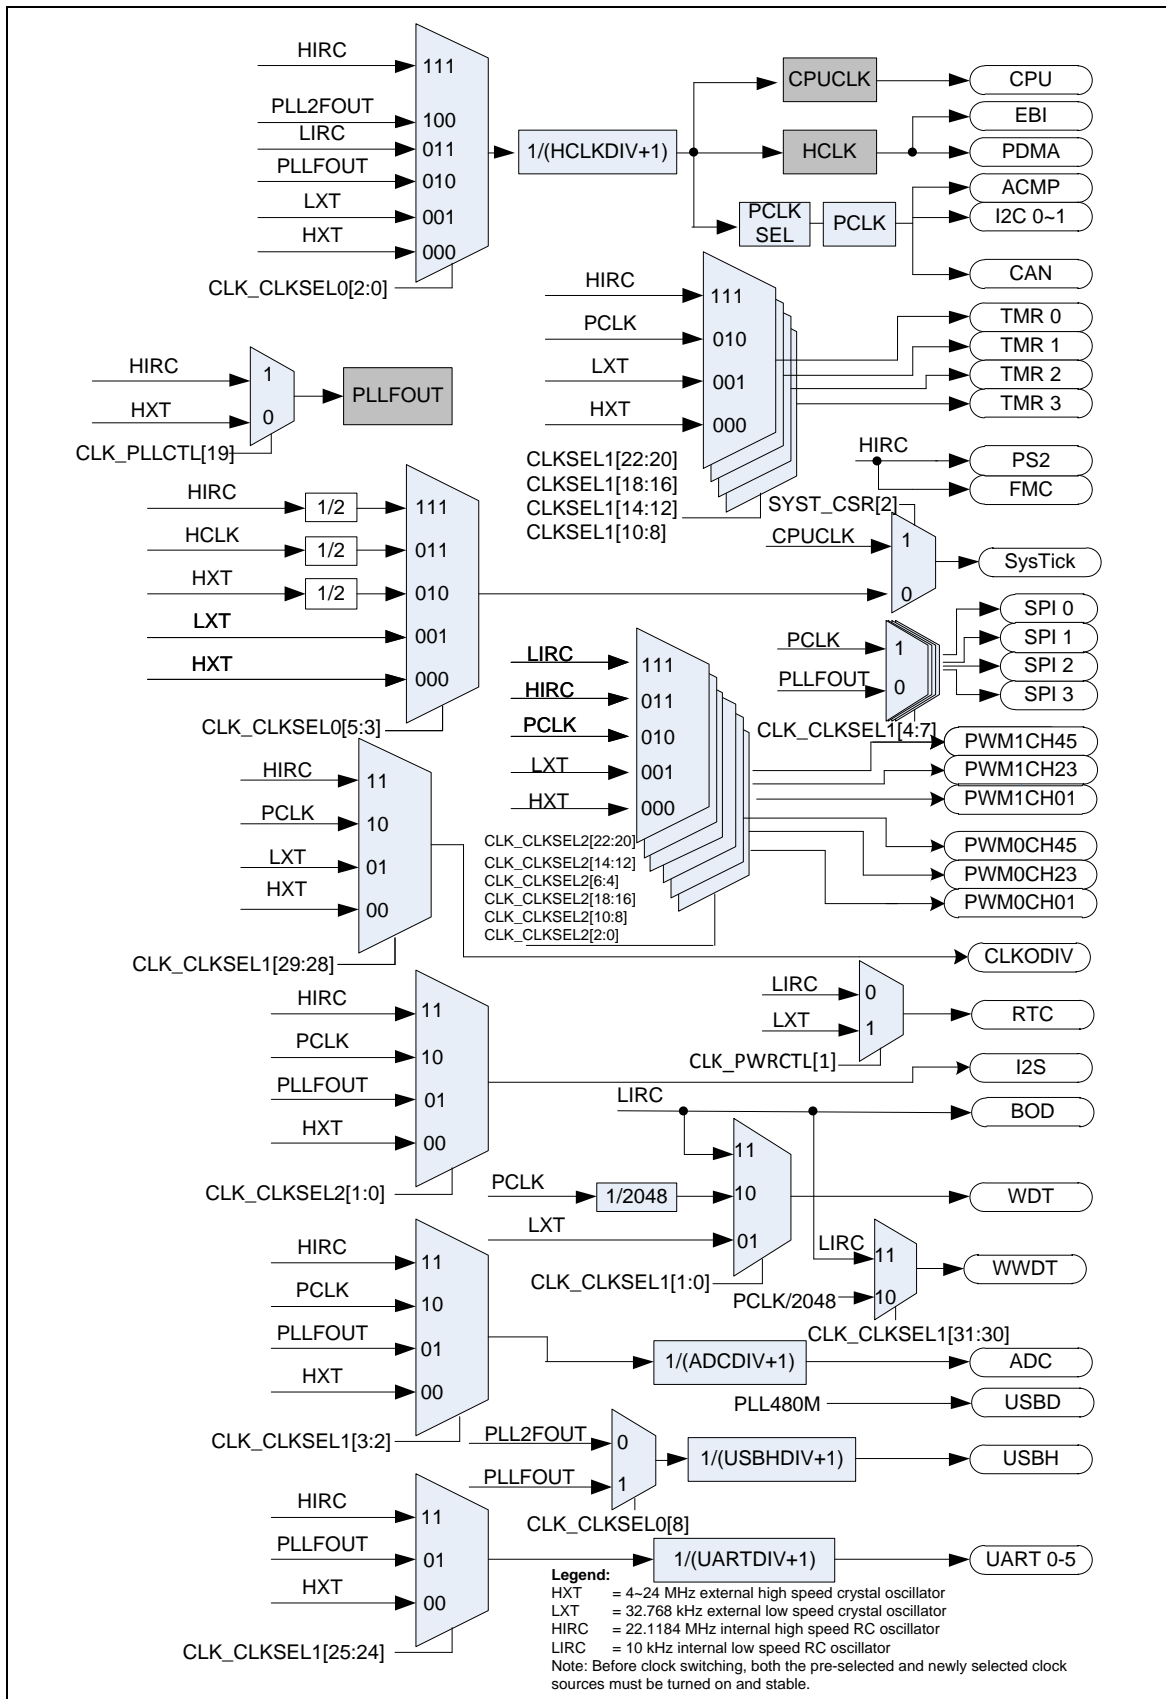 HIRC
111
PLL2FOUT
100
LIRC
011
PLLFOUT
010
LXT
001
HXT
000
CLK_CLKSEL0[2:0]
1/(HCLKDIV+1)
CPUCLK
CPU
EBI
HCLK
PDMA
PCLK
SEL
PCLK
ACMP
I2C 0~1
CAN
HIRC
111
PCLK
010
LXT
001
HXT
000
CLKSEL1[22:20]
CLKSEL1[18:16]
CLKSEL1[14:12]
CLKSEL1[10:8]
TMR 0
TMR 1
TMR 2
TMR 3
HIRC
1
HXT
0
CLK_PLLCTL[19]
PLLFOUT
HIRC
PS2
FMC
HIRC
1/2
111
HCLK
1/2
011
HXT
1/2
010
LXT
001
HXT
000
CLK_CLKSEL0[5:3]
SYST_CSR[2]
CPUCLK
1
0
SysTick
PCLK
1
PLLFOUT
0
CLK_CLKSEL1[4:7]
SPI 0
SPI 1
SPI 2
SPI 3
LIRC
111
HIRC
011
PCLK
010
LXT
001
HXT
000
CLK_CLKSEL2[22:20]
CLK_CLKSEL2[14:12]
CLK_CLKSEL2[6:4]
CLK_CLKSEL2[18:16]
CLK_CLKSEL2[10:8]
CLK_CLKSEL2[2:0]
PWM1CH45
PWM1CH23
PWM1CH01
PWM0CH45
PWM0CH23
PWM0CH01
HIRC
11
PCLK
10
LXT
01
HXT
00
CLK_CLKSEL1[29:28]
CLKODIV
LIRC
0
LXT
1
CLK_PWRCTL[1]
RTC
HIRC
11
PCLK
10
PLLFOUT
01
HXT
00
CLK_CLKSEL2[1:0]
I2S
LIRC
BOD
11
PCLK
1/2048
10
LXT
01
CLK_CLKSEL1[1:0]
WDT
LIRC
11
PCLK/2048
10
CLK_CLKSEL1[31:30]
WWDT
HIRC
11
PCLK
10
PLLFOUT
01
HXT
00
CLK_CLKSEL1[3:2]
1/(ADCDIV+1)
ADC
PLL480M
USBD
PLL2FOUT
0
PLLFOUT
1
CLK_CLKSEL0[8]
1/(USBHDIV+1)
USBH
HIRC
11
PLLFOUT
01
HXT
00
CLK_CLKSEL1[25:24]
1/(UARTDIV+1)
UART 0-5
Legend:
HXT = 4~24 MHz external high speed crystal oscillator
LXT = 32.768 kHz external low speed crystal oscillator
HIRC = 22.1184 MHz internal high speed RC oscillator
LIRC = 10 kHz internal low speed RC oscillator
Note: Before clock switching, both the pre-selected and newly selected clock
sources must be turned on and stable.